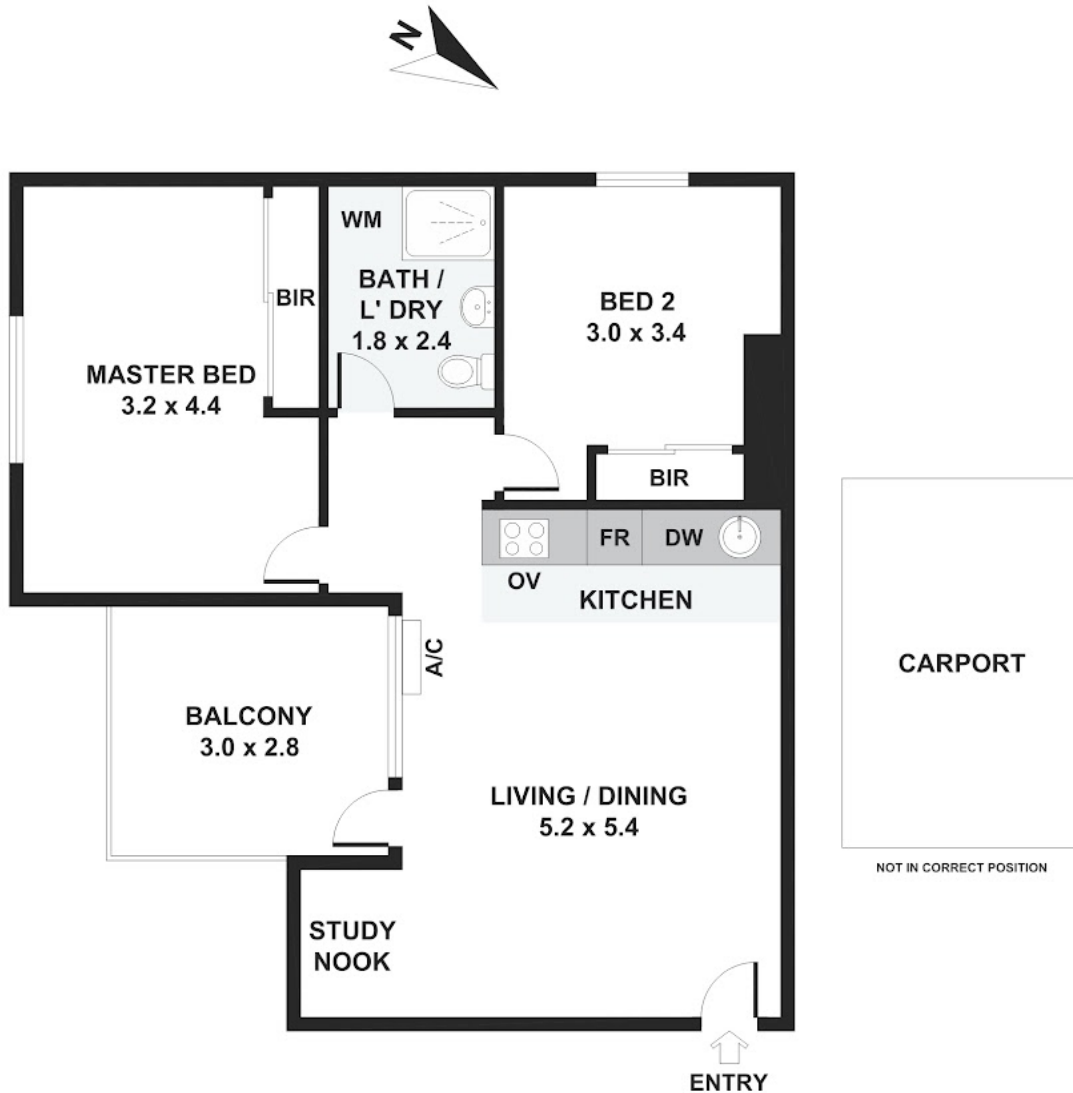 N
WM
BATH /
L' DRY
1.8 x 2.4
BIR
BED 2
3.0 x 3.4
MASTER BED
3.2 x 4.4
BIR
FR
DW
OV
KITCHEN
A/C
CARPORT
BALCONY
3.0 x 2.8
LIVING / DINING
5.2 x 5.4
NOT IN CORRECT POSITION
STUDY
NOOK
ENTRY